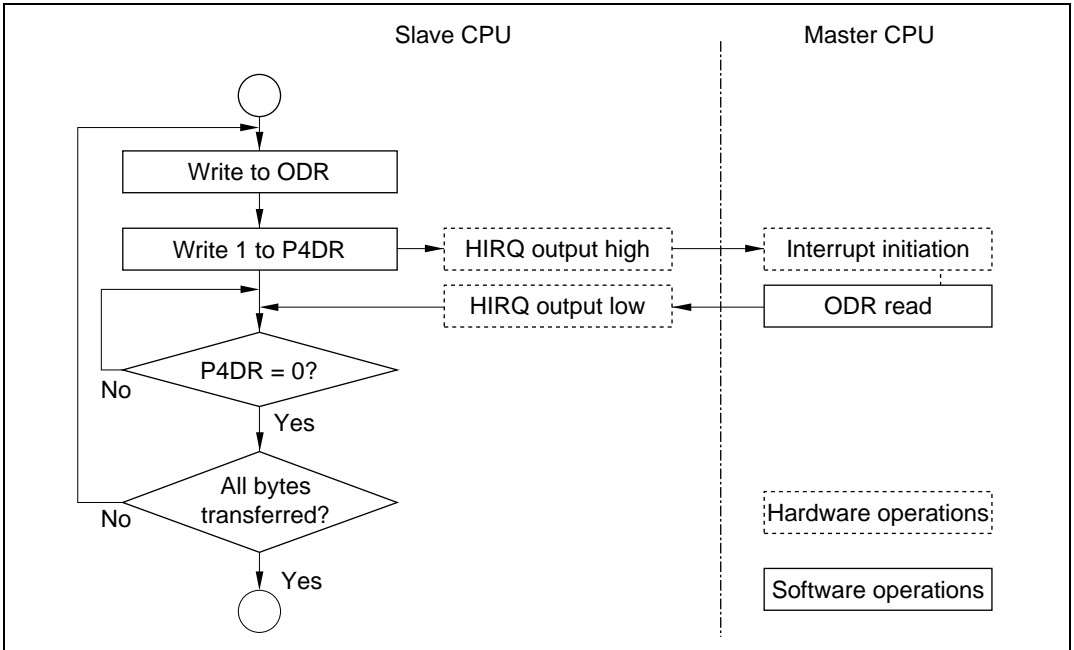 Slave CPU
Master CPU
Write to ODR
Write 1 to P4DR
HIRQ output high
Interrupt initiation
HIRQ output low
ODR read
P4DR = 0?
No
Yes
All bytes
transferred?
No
Yes
Hardware operations
Software operations